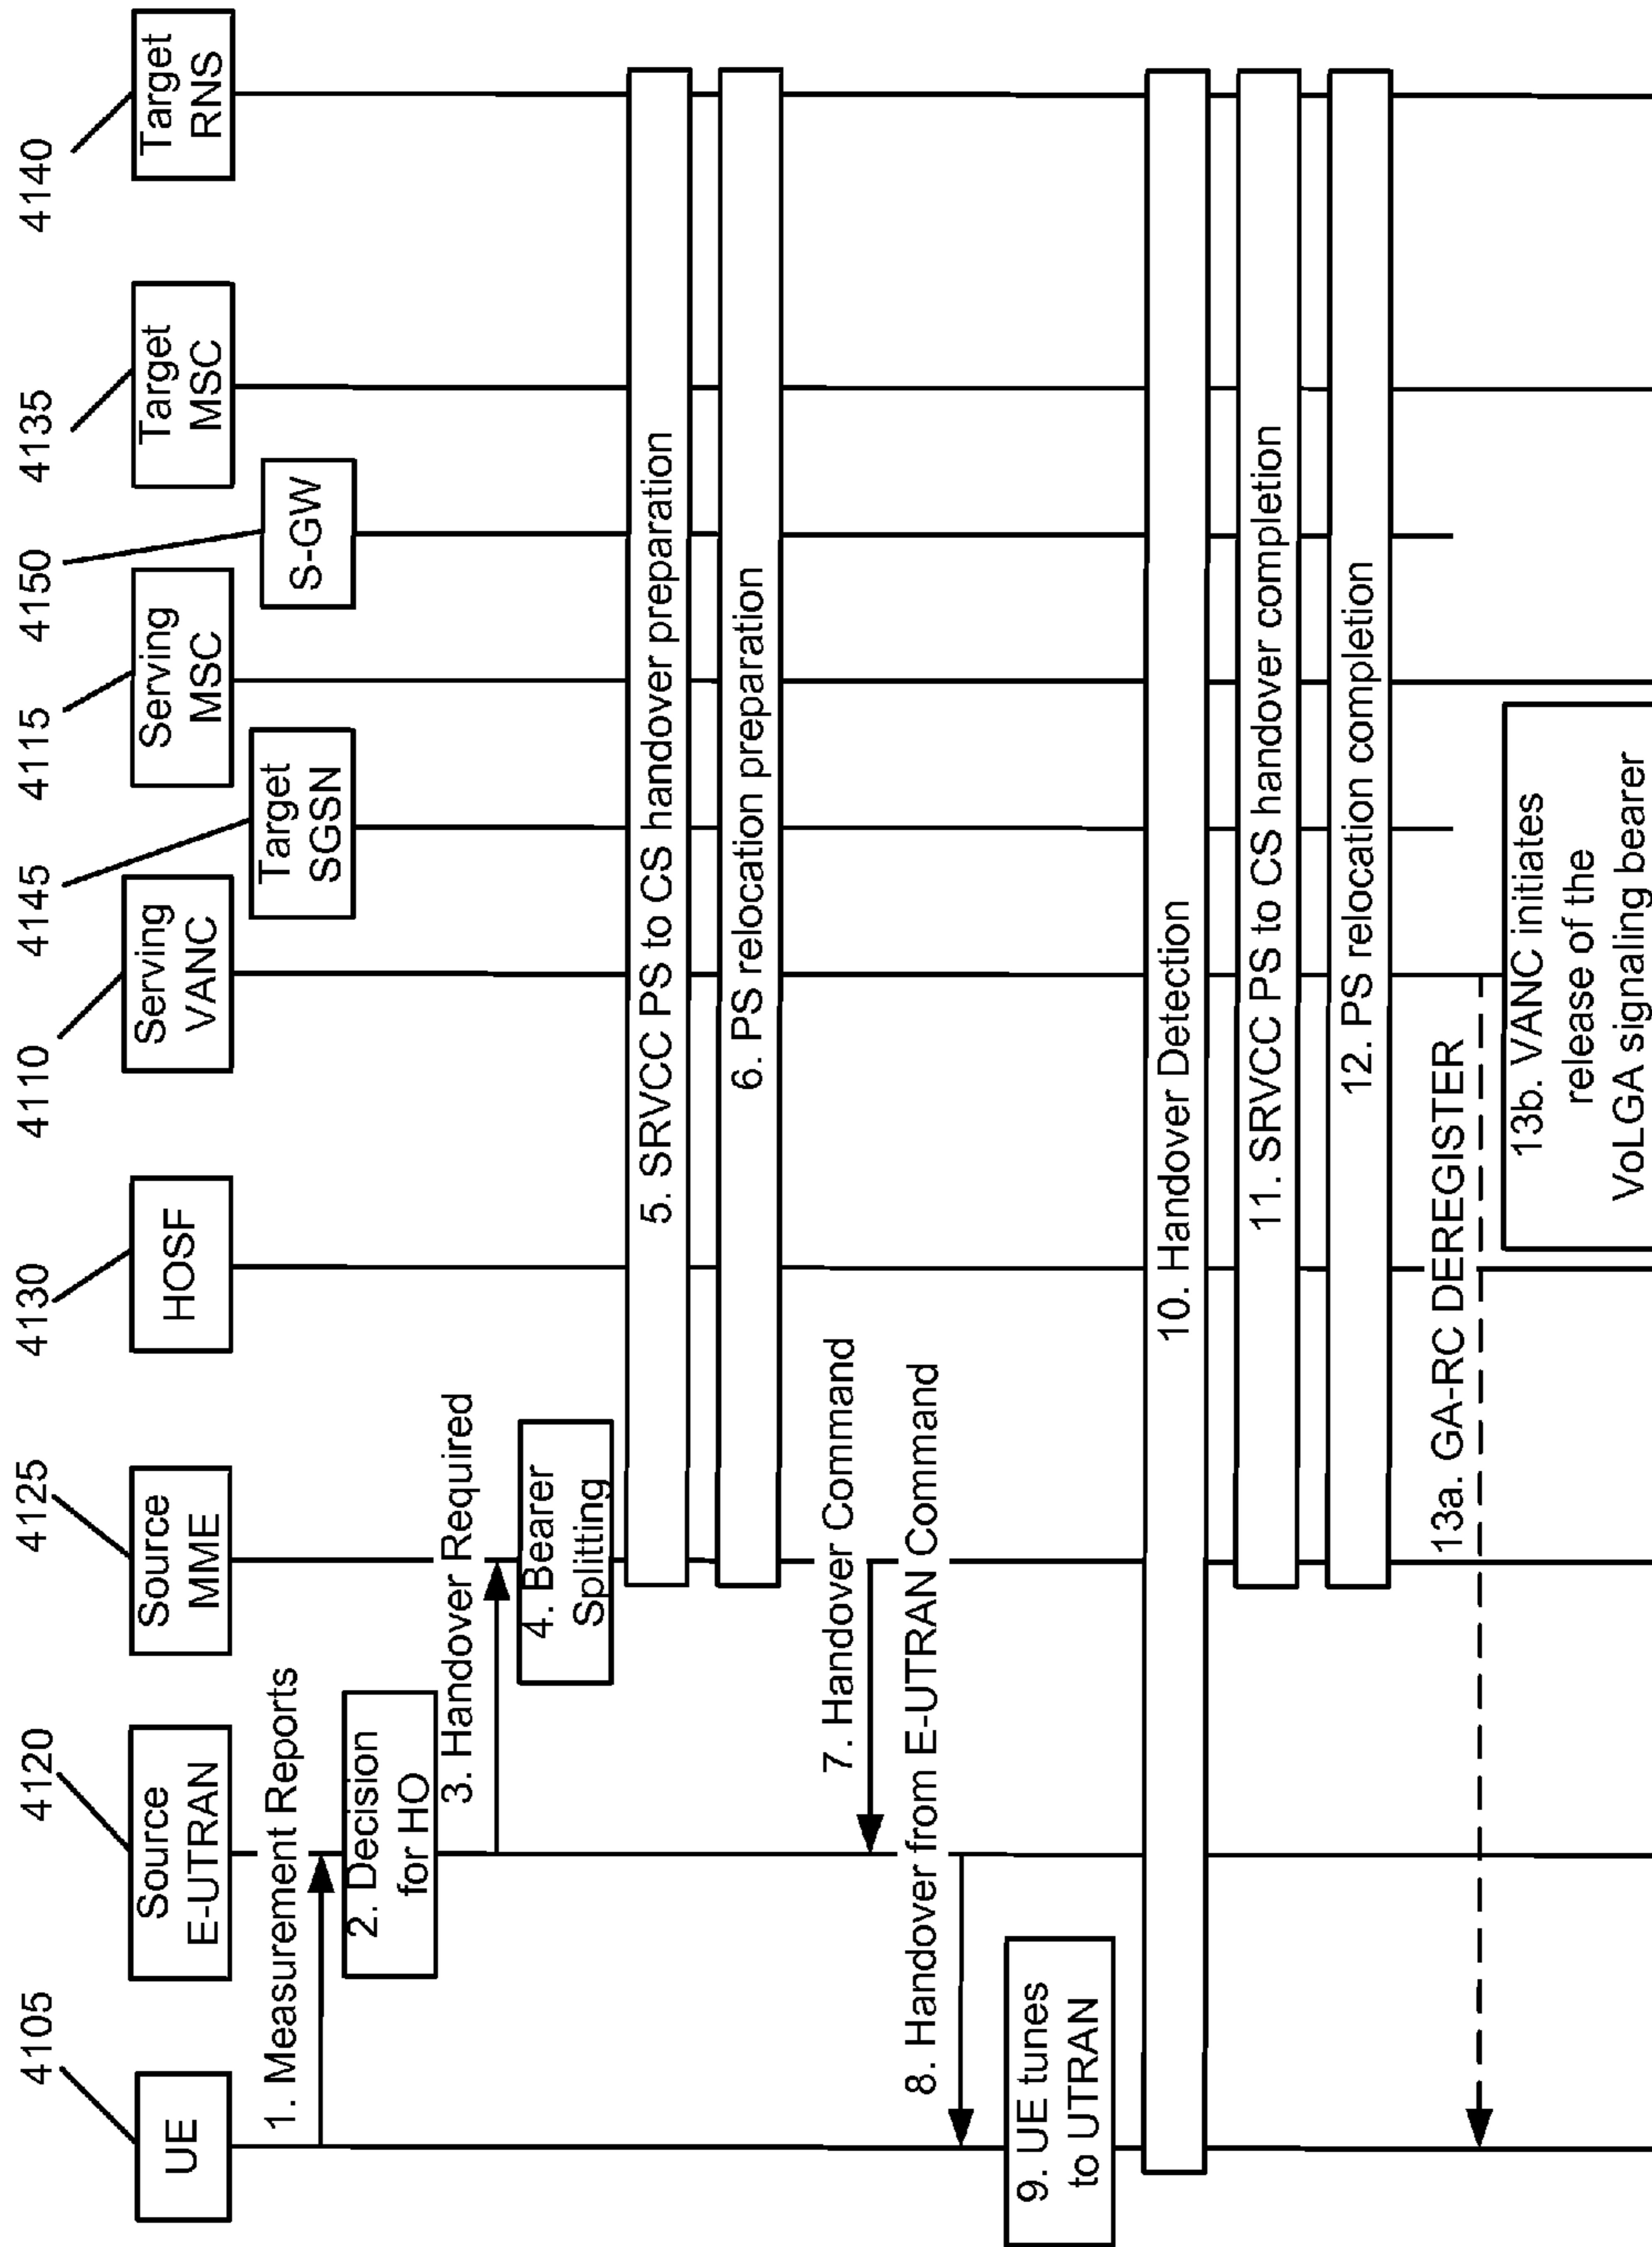 4105
4120
4125
4130
4110
4145
4115
4150
4135
4140
UE
Source
E-UTRAN
Source
MME
HOSF
Serving
VANC
Target
SGSN
Serving
MSC
S-GW
Target
MSC
Target
RNS
1. Measurement Reports
2. Decision
for HO
3. Handover Required
4. Bearer
Splitting
5. SRVCC PS to CS handover preparation
6. PS relocation preparation
7. Handover Command
8. Handover from E-UTRAN Command
9. UE tunes
to UTRAN
10. Handover Detection
11. SRVCC PS to CS handover completion
12. PS relocation completion
13a. GA-RC DEREGISTER
13b. VANC initiates
release of the
VoLGA signaling bearer